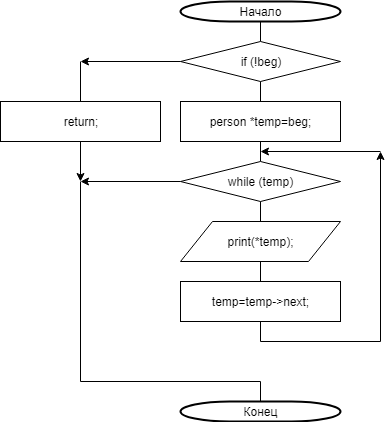 Начало
if (!beg)
return;
person *temp=beg;
while (temp)
print(*temp);
temp=temp->next;
Конец